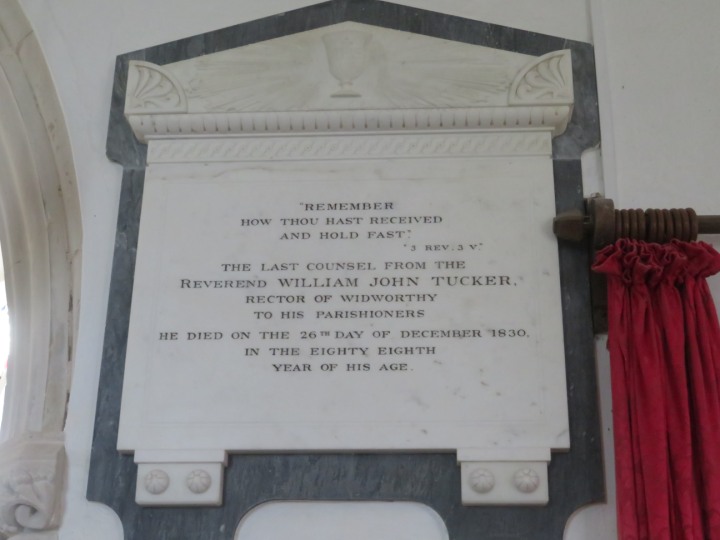 "REMEMBER
HOW THOU HAST RECEIVED
AND HOLD FAST,"
"3 REV: 3 V."
THE LAST COUNSEL FROM THE
REVEREND WILLIAM JOHN TUCKER,
RECTOR OF WIDWORTHY
TO HIS PARISHIONERS
HE DIED ON THE 26TH DAY OF DECEMBER 1830,
IN THE EIGHTY EIGHTH
YEAR OF HIS AGE.